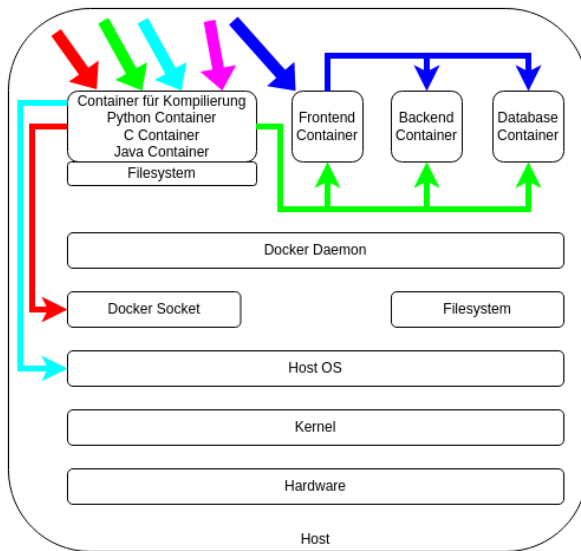 Container für Kompilierung
Python Container
C Container
Java Container
Filesystem
Frontend
Container
Backend
Container
Database
Container
Docker Daemon
Docker Socket
Filesystem
Host OS
Kernel
Hardware
Host